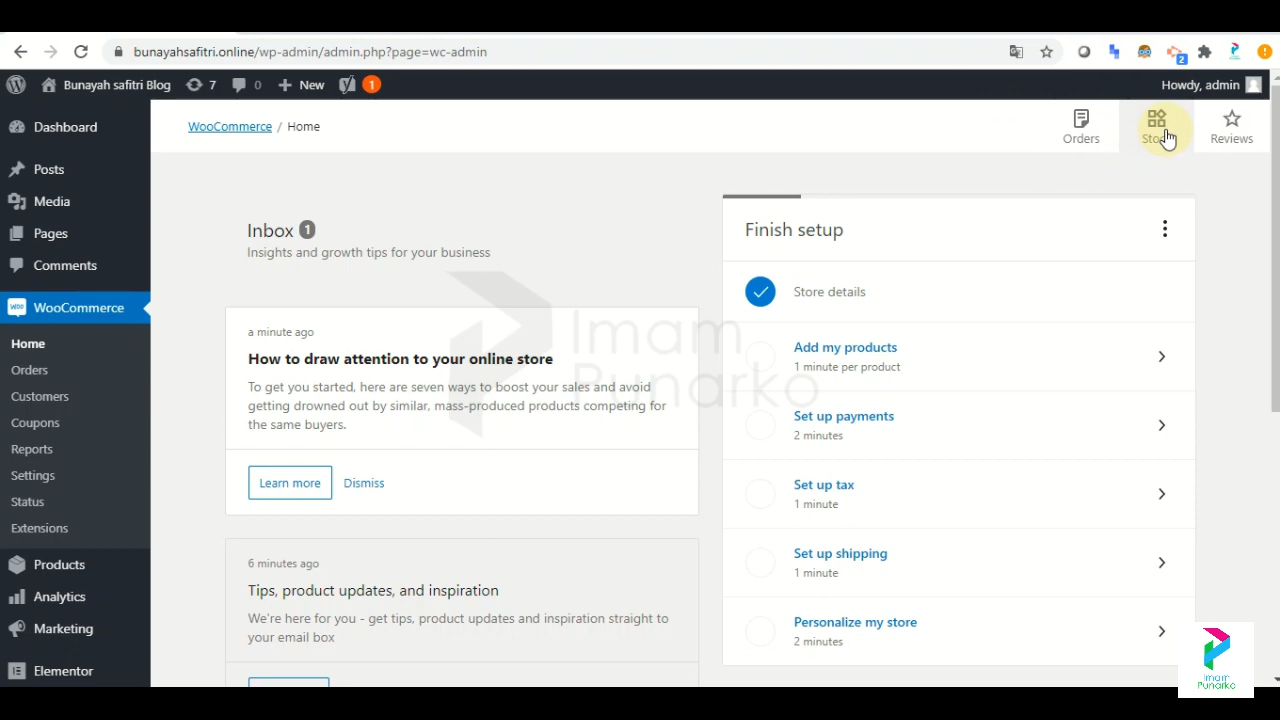 bunayahsafitri.online/wp-admin/admin.php?page=wc-admin
2
Bunayah safitri Blog 7 0 New 1
Howdy, admin
Dashboard
Posts
Media
Pages
Comments
WooCommerce
Home
Orders
Customers
Coupons
Reports
Settings
Status
Extensions
Products
Analytics
Marketing
Elementor
WooCommerce / Home
Orders
Reviews
Inbox 1
Insights and growth tips for your business
a minute ago
How to draw attention to your online store
To get you started, here are seven ways to boost your sales and avoid
getting drowned out by similar, mass-produced products competing for
the same buyers.
Learn more Dismiss
6 minutes ago
Tips, product updates, and inspiration
We're here for you - get tips, product updates and inspiration straight to
your email box
Finish setup
Store details
Add my products
1 minute per product
Set up payments
2 minutes
Set up tax
1 minute
Set up shipping
1 minute
Personalize my store
2 minutes
Imam
Punarko
Imam
Punarko